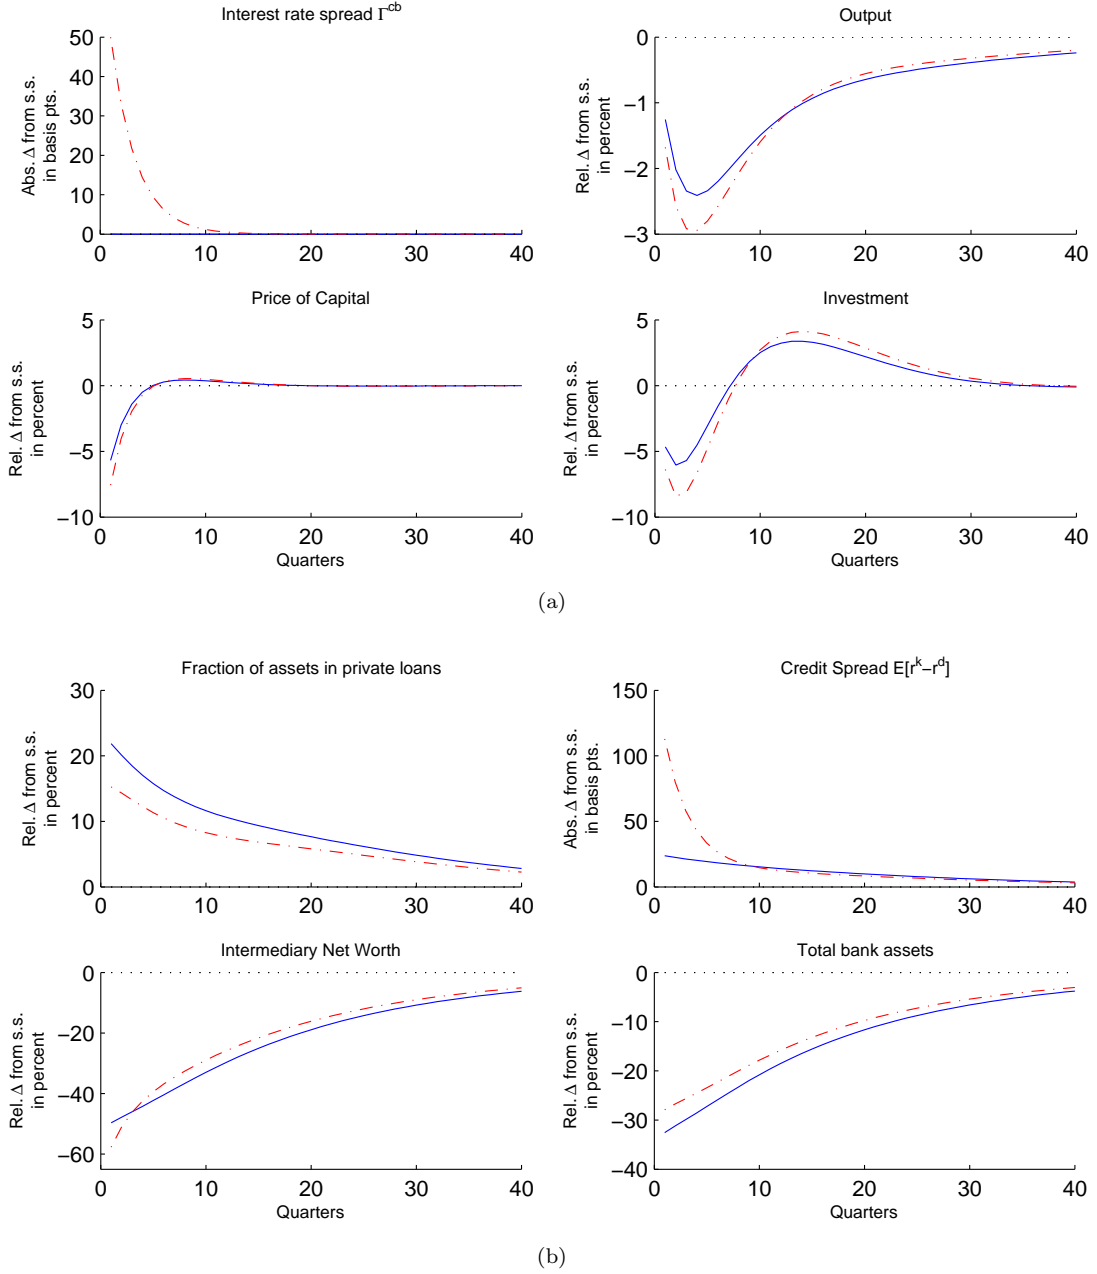 Interest rate spread Γ^cb
Abs. Δ from s.s.
in basis pts.
50
40
30
20
10
0
0 10 20 30 40
Output
Rel. Δ from s.s.
in percent
0
−1
−2
−3
0 10 20 30 40
Price of Capital
Rel. Δ from s.s.
in percent
5
0
−5
−10
0 10 20 30 40
Quarters
Investment
Rel. Δ from s.s.
in percent
5
0
−5
−10
0 10 20 30 40
Quarters
(a)
Fraction of assets in private loans
Rel. Δ from s.s.
in percent
30
20
10
0
0 10 20 30 40
Credit Spread E[r^k−r^d]
Abs. Δ from s.s.
in basis pts.
150
100
50
0
0 10 20 30 40
Intermediary Net Worth
Rel. Δ from s.s.
in percent
0
−20
−40
−60
0 10 20 30 40
Quarters
Total bank assets
Rel. Δ from s.s.
in percent
0
−10
−20
−30
−40
0 10 20 30 40
Quarters
(b)